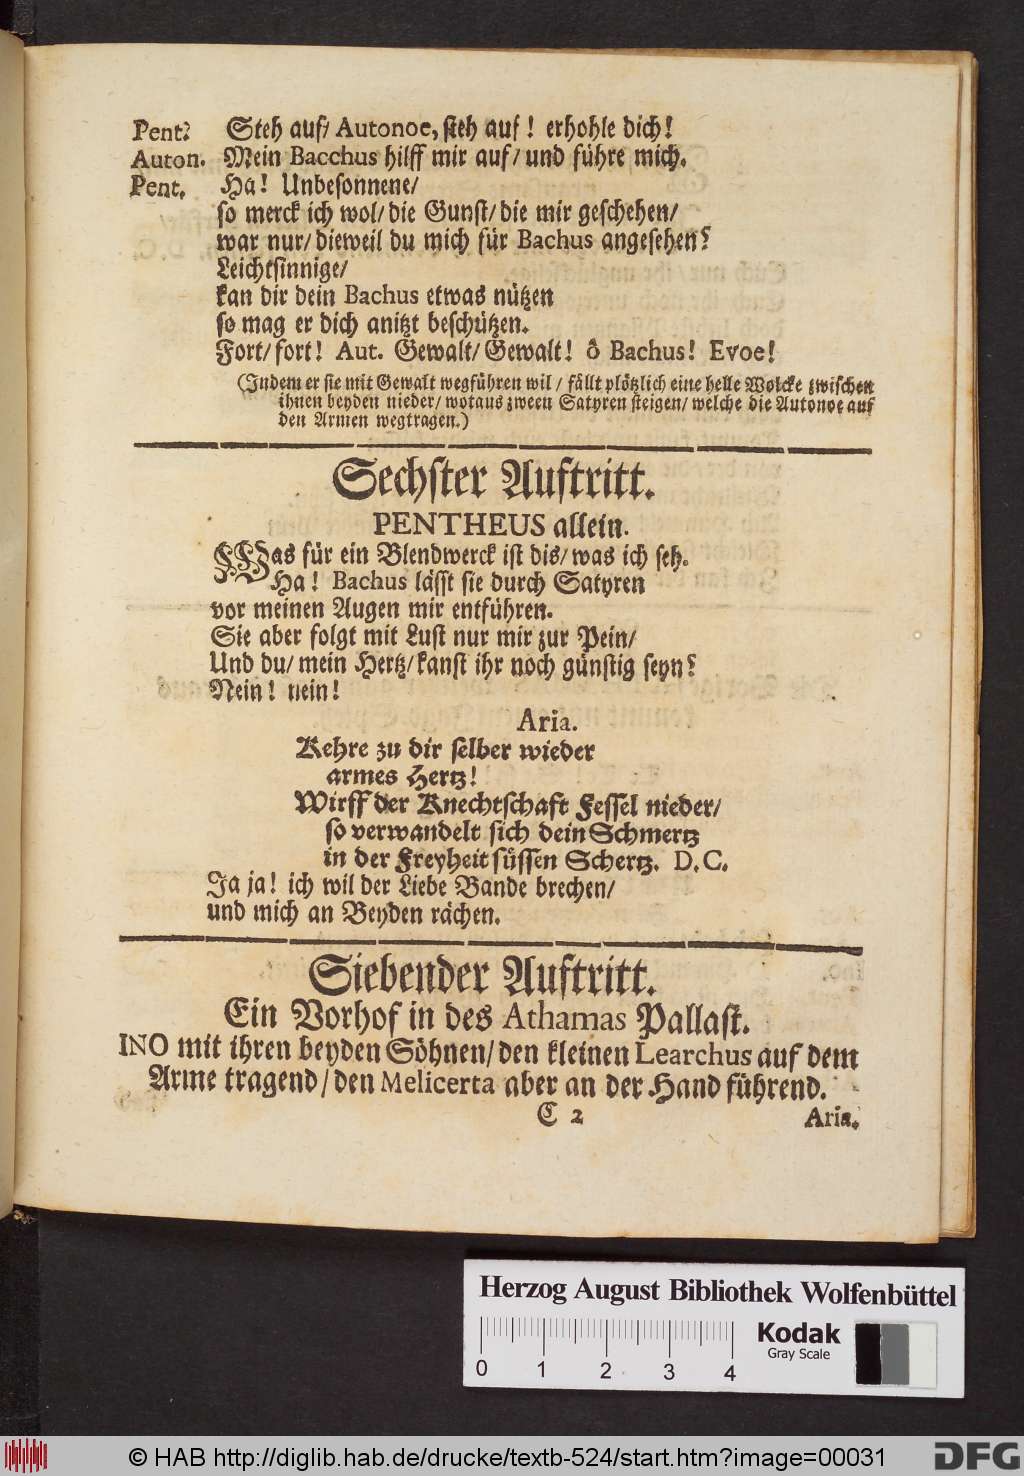 Pent? Steh auf/ Autonoe, steh auf! erhohle dich!
Auton. Mein Bacchus hilff mir auf/ und führe mich.
Pent. Ha! Unbesonnene/
so merck ich wol/ die Gunst/ die mir geschehen/
war nur/ dieweil du mich für Bachus angesehen?
Leichtsinnige/
kan dir dein Bachus etwas nützen
so mag er dich anitzt beschützen.
Fort/ fort! Aut. Gewalt/ Gewalt! ô Bachus! Evoe!
(Indem er sie mit Gewalt wegführen wil / fällt plötzlich eine helle Wolcke zwischen
ihnen beyden nieder/ wotaus zween Satyren steigen/ welche die Autonoe auf
den Armen wegtragen.)
Sechster Auftritt.
PENTHEUS allein.
Was für ein Blendwerck ist dis/ was ich seh.
Ha! Bachus lässt sie durch Satyren
vor meinen Augen mir entführen.
Sie aber folgt mit Lust nur mir zur Pein/
Und du/ mein Hertz/ kanst ihr noch günstig seyn?
Nein! nein!
Aria.
Kehre zu dir selber wieder
armes Hertz!
Wirff der Knechtschaft Fessel nieder/
so verwandelt sich dein Schmertz
in der Freyheit süssen Schertz. D.C.
Ja ja! ich wil der Liebe Bande brechen/
und mich an Beyden rächen.
Siebender Auftritt.
Ein Vorhof in des Athamas Pallast.
INO mit ihren beyden Söhnen/ den kleinen Learchus auf dem
Arme tragend/ den Melicerta aber an der Hand führend.
C 2 Aria.
Herzog August Bibliothek Wolfenbüttel
0 1 2 3 4
Kodak
Gray Scale
© HAB http://diglib.hab.de/drucke/textb-524/start.htm?image=00031
DFG